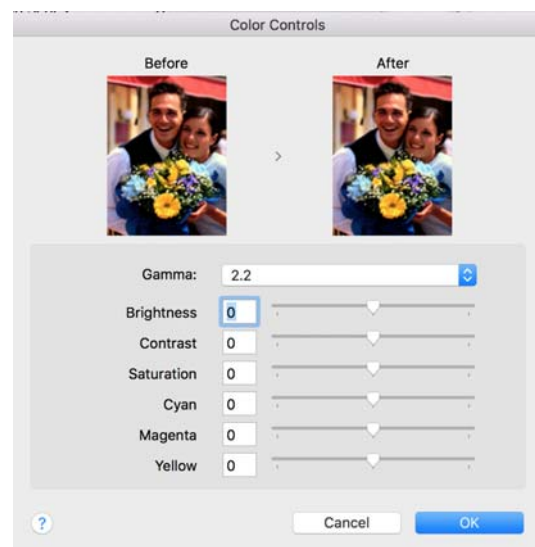 Color Controls
Before After
>
Gamma: 2.2
Brightness 0
Contrast 0
Saturation 0
Cyan 0
Magenta 0
Yellow 0
? Cancel OK